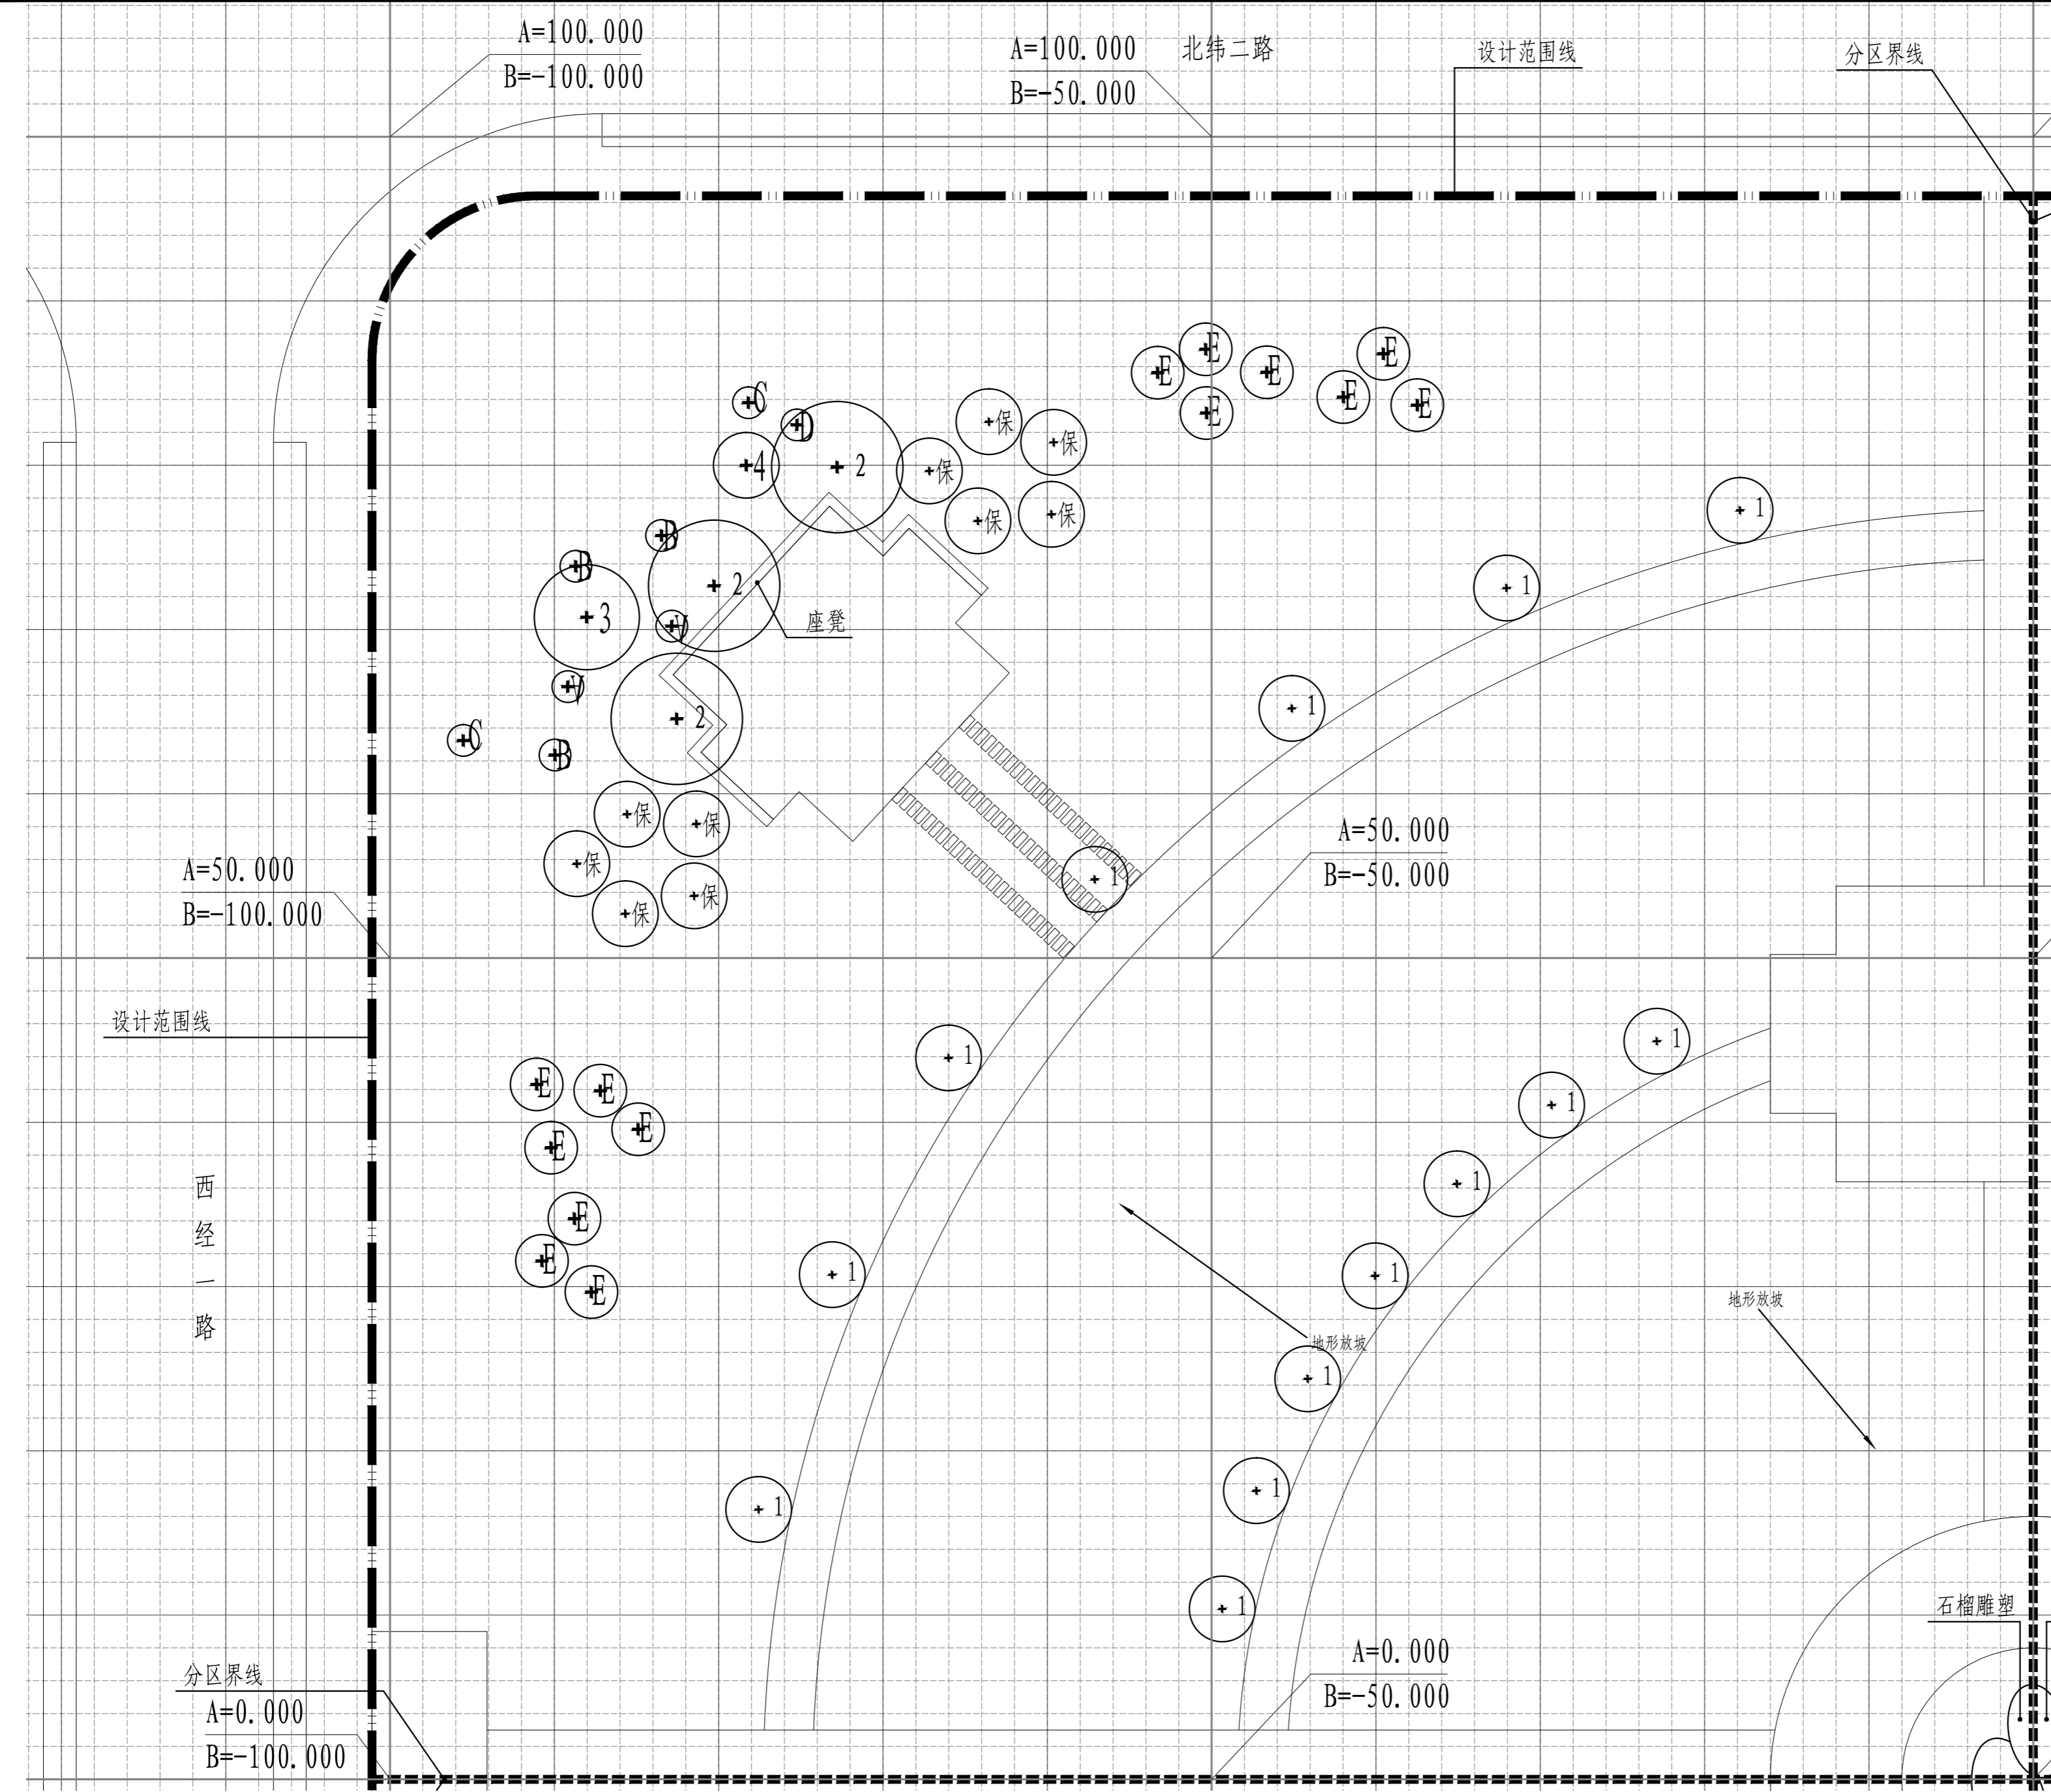 A=100.000
B=-100.000
A=100.000
B=-50.000
北纬二路
设计范围线
分区界线
E
E
E
E
E
E
E
C
D
4
2
保
保
保
保
保
1
1
B
B
2
3
座凳
A
A
2
1
C
B
保
保
保
保
保
A=50.000
B=-100.000
A=50.000
B=-50.000
1
设计范围线
1
1
1
1
E
E
E
E
E
E
E
西
经
一
路
1
1
地形放坡
地形放坡
1
1
1
1
石榴雕塑
分区界线
A=0.000
B=-100.000
A=0.000
B=-50.000